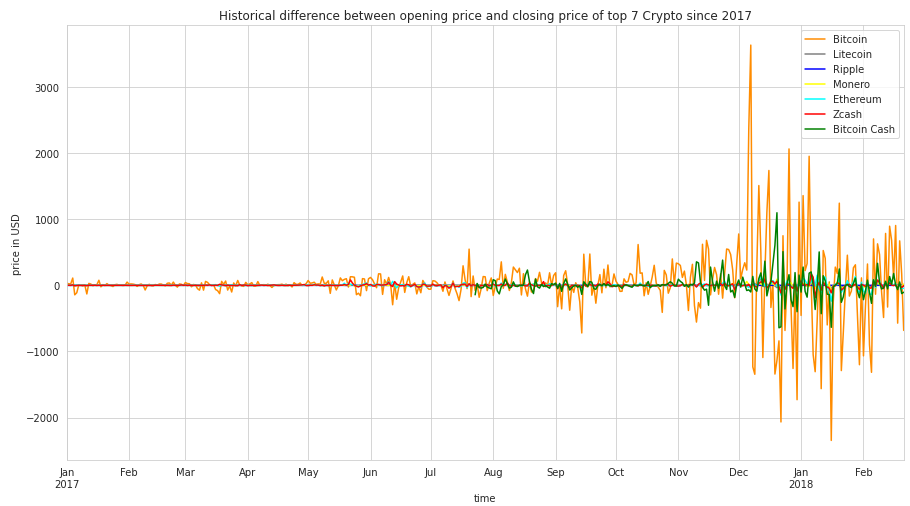 Historical difference between opening price and closing price of top 7 Crypto since 2017
Bitcoin
Litecoin
Ripple
Monero
Ethereum
Zcash
Bitcoin Cash
price in USD
3000
2000
1000
0
−1000
−2000
Jan Feb Mar Apr May Jun Jul Aug Sep Oct Nov Dec Jan Feb
2017 2018
time